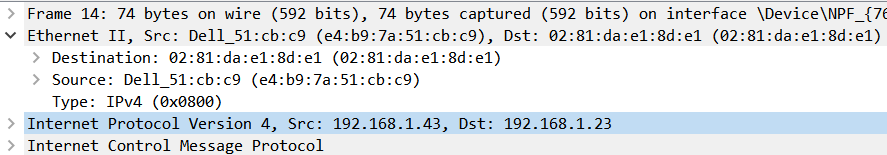 Frame 14: 74 bytes on wire (592 bits), 74 bytes captured (592 bits) on interface \Device\NPF_{76
Ethernet II, Src: Dell_51:cb:c9 (e4:b9:7a:51:cb:c9), Dst: 02:81:da:e1:8d:e1 (02:81:da:e1:8d:e1)
Destination: 02:81:da:e1:8d:e1 (02:81:da:e1:8d:e1)
Source: Dell_51:cb:c9 (e4:b9:7a:51:cb:c9)
Type: IPv4 (0x0800)
Internet Protocol Version 4, Src: 192.168.1.43, Dst: 192.168.1.23
Internet Control Message Protocol